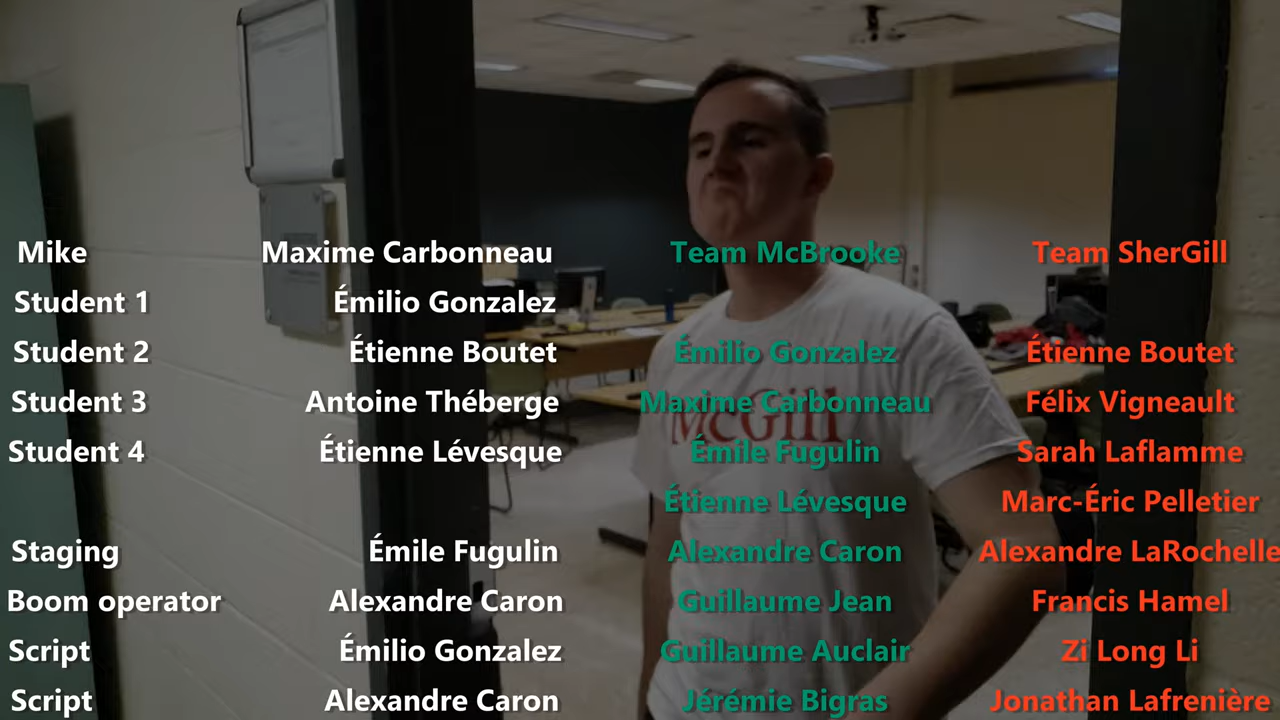 Mike Maxime Carbonneau Team McBrooke Team SherGill
Student 1 Émilio Gonzalez
Student 2 Étienne Boutet Émilio Gonzalez Étienne Boutet
Student 3 Antoine Théberge Maxime Carbonneau Félix Vigneault
McGill
Student 4 Étienne Lévesque Émile Fugulin Sarah Laflamme
Étienne Lévesque Marc-Éric Pelletier
Staging Émile Fugulin Alexandre Caron Alexandre LaRochelle
Boom operator Alexandre Caron Guillaume Jean Francis Hamel
Script Émilio Gonzalez Guillaume Auclair Zi Long Li
Script Alexandre Caron Jérémie Bigras Jonathan Lafrenière